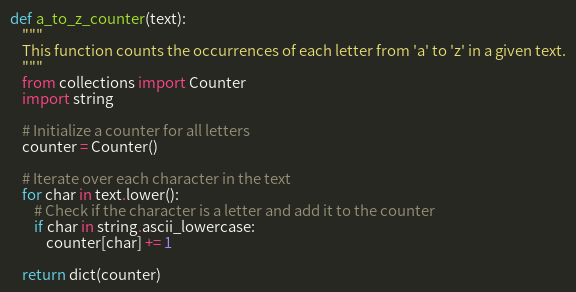 def a_to_z_counter(text):
    """
    This function counts the occurrences of each letter from 'a' to 'z' in a given text.
    """
    from collections import Counter
    import string

    # Initialize a counter for all letters
    counter = Counter()

    # Iterate over each character in the text
    for char in text.lower():
        # Check if the character is a letter and add it to the counter
        if char in string.ascii_lowercase:
            counter[char] += 1

    return dict(counter)